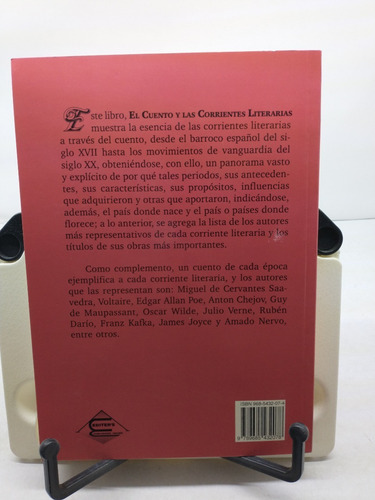 Este libro, EL CUENTO Y LAS CORRIENTES LITERARIAS
muestra la esencia de las corrientes literarias
a través del cuento, desde el barroco español del si-
glo XVII hasta los movimientos de vanguardia del
siglo XX, obteniéndose, con ello, un panorama vasto
y explícito de por qué tales períodos, sus anteceden-
tes, sus características, sus propósitos, influencias
que adquirieron y otras que aportaron, indicándose,
además, el país donde nace y el país o países donde
florece; a lo anterior, se agrega la lista de los autores
más representativos de cada corriente literaria y los
títulos de sus obras más importantes.
Como complemento, un cuento de cada época
ejemplifica a cada corriente literaria, y los autores
que las representan son: Miguel de Cervantes Saa-
vedra, Voltaire, Edgar Allan Poe, Anton Chejov, Guy
de Maupassant, Oscar Wilde, Julio Verne, Rubén
Darío, Franz Kafka, James Joyce y Amado Nervo,
entre otros.
EDITER'S